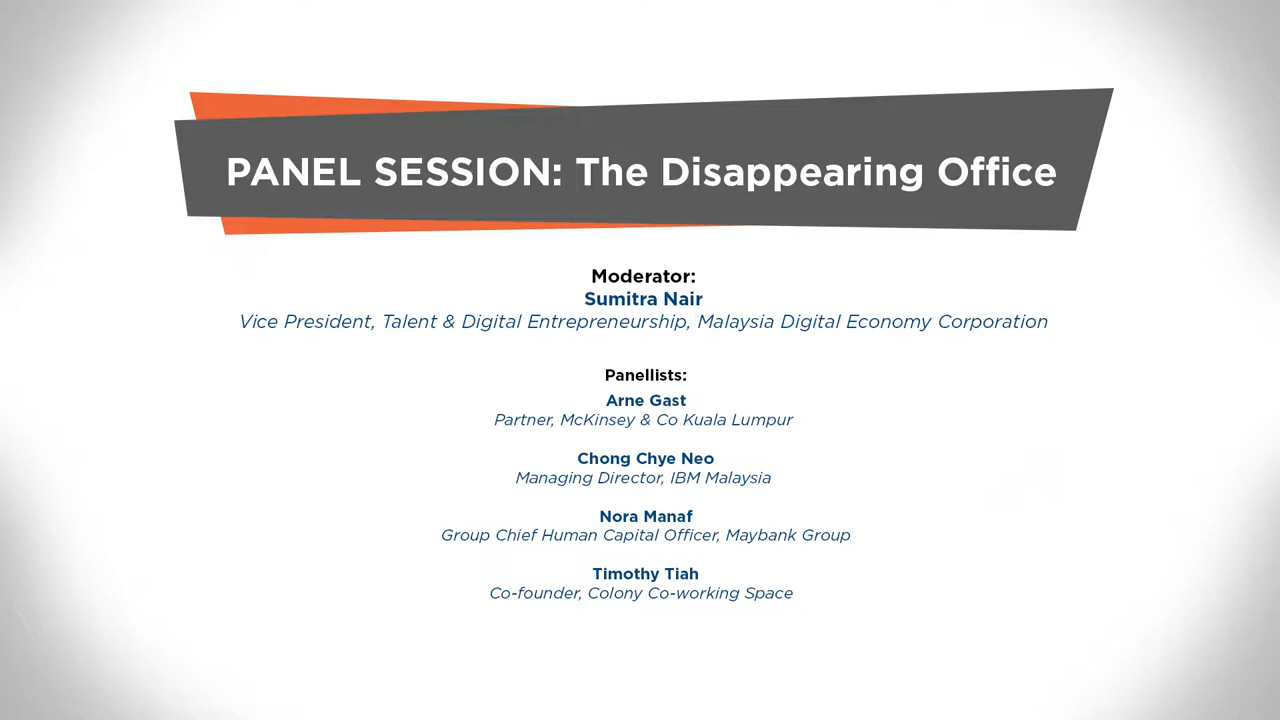 PANEL SESSION: The Disappearing Office
Moderator:
Sumitra Nair
Vice President, Talent & Digital Entrepreneurship, Malaysia Digital Economy Corporation
Panellists:
Arne Gast
Partner, McKinsey & Co Kuala Lumpur
Chong Chye Neo
Managing Director, IBM Malaysia
Nora Manaf
Group Chief Human Capital Officer, Maybank Group
Timothy Tiah
Co-founder, Colony Co-working Space